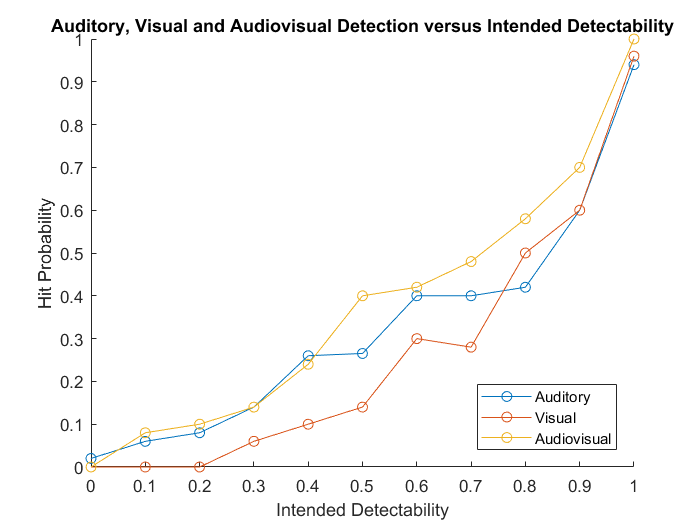 Auditory, Visual and Audiovisual Detection versus Intended Detectability
1
0.9
0.8
0.7
0.6
0.5
0.4
0.3
0.2
0.1
0
Hit Probability
Auditory
Visual
Audiovisual
0 0.1 0.2 0.3 0.4 0.5 0.6 0.7 0.8 0.9 1
Intended Detectability